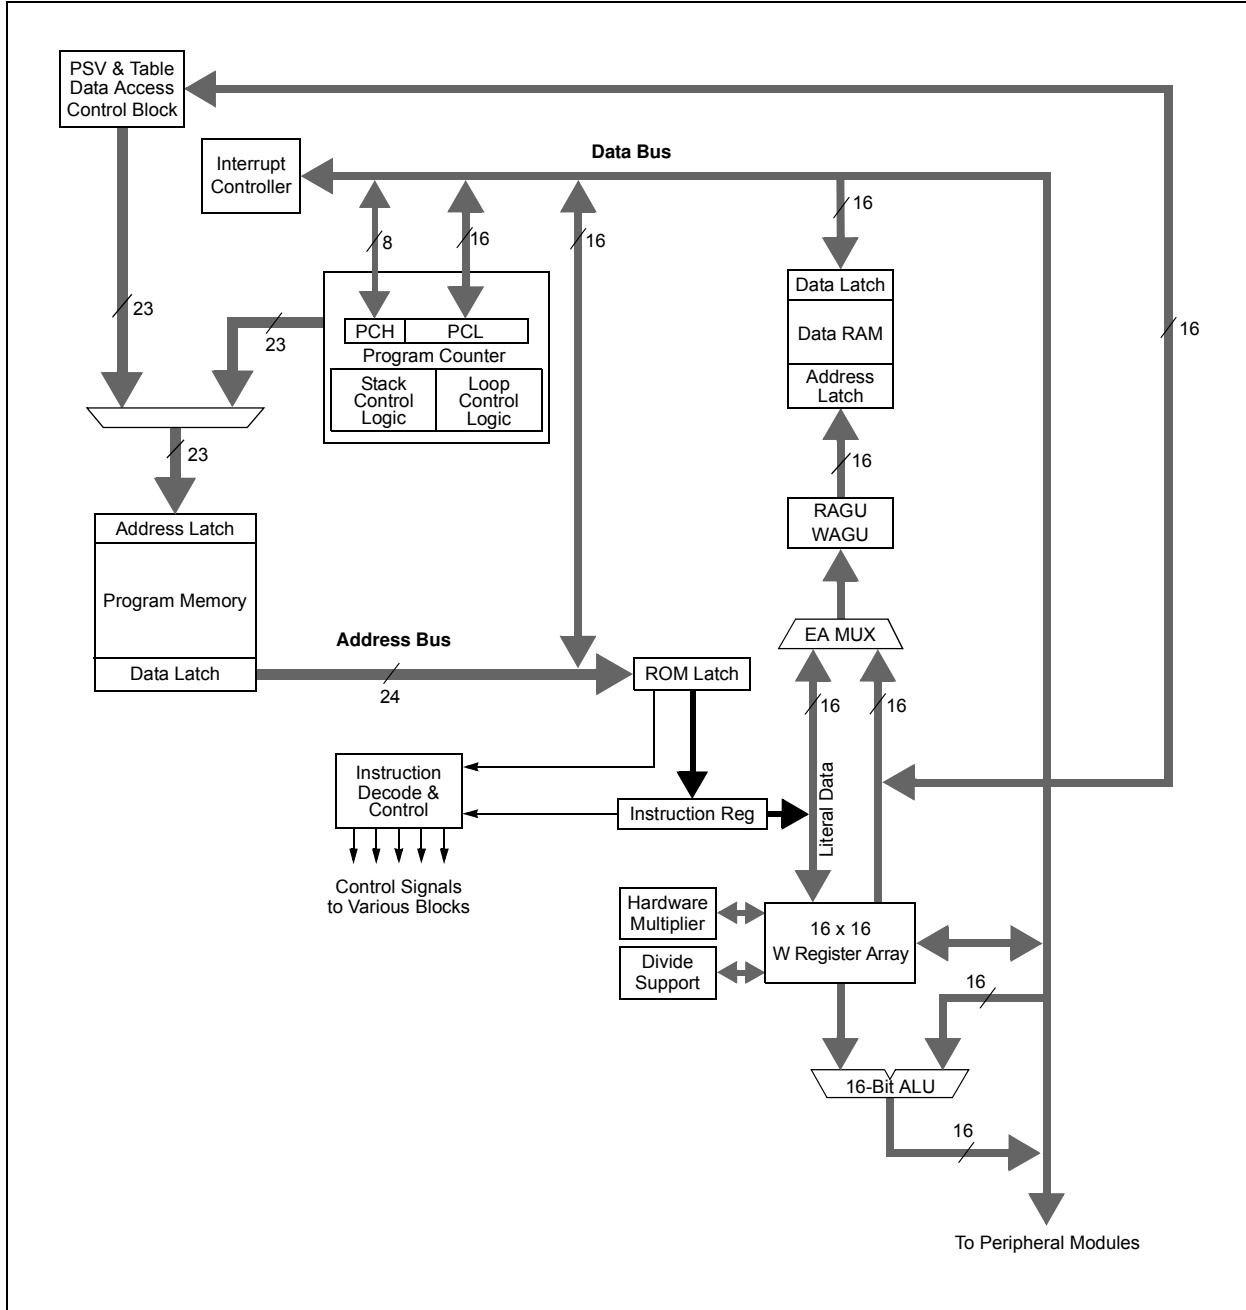 PSV & Table
Data Access
Control Block
Interrupt
Controller
Data Bus
8
16
16
16
23
23
16
PCH
PCL
Program Counter
Stack
Control
Logic
Loop
Control
Logic
Data Latch
Data RAM
Address
Latch
23
16
RAGU
WAGU
Address Latch
Program Memory
Data Latch
Address Bus
24
EA MUX
ROM Latch
16
16
Instruction
Decode &
Control
Instruction Reg
Literal Data
Control Signals
to Various Blocks
Hardware
Multiplier
16 x 16
W Register Array
Divide
Support
16
16-Bit ALU
16
To Peripheral Modules